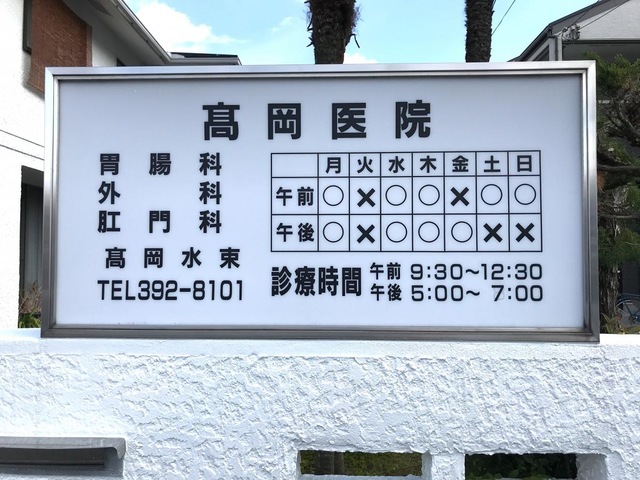 髙岡医院
胃腸科
外科
肛門科
髙岡水東
TEL392-8101
月 火 水 木 金 土 日
午前 ○ × ○ ○ × ○ ○
午後 ○ × ○ ○ ○ × ×
診療時間
午前 9:30〜12:30
午後 5:00〜 7:00